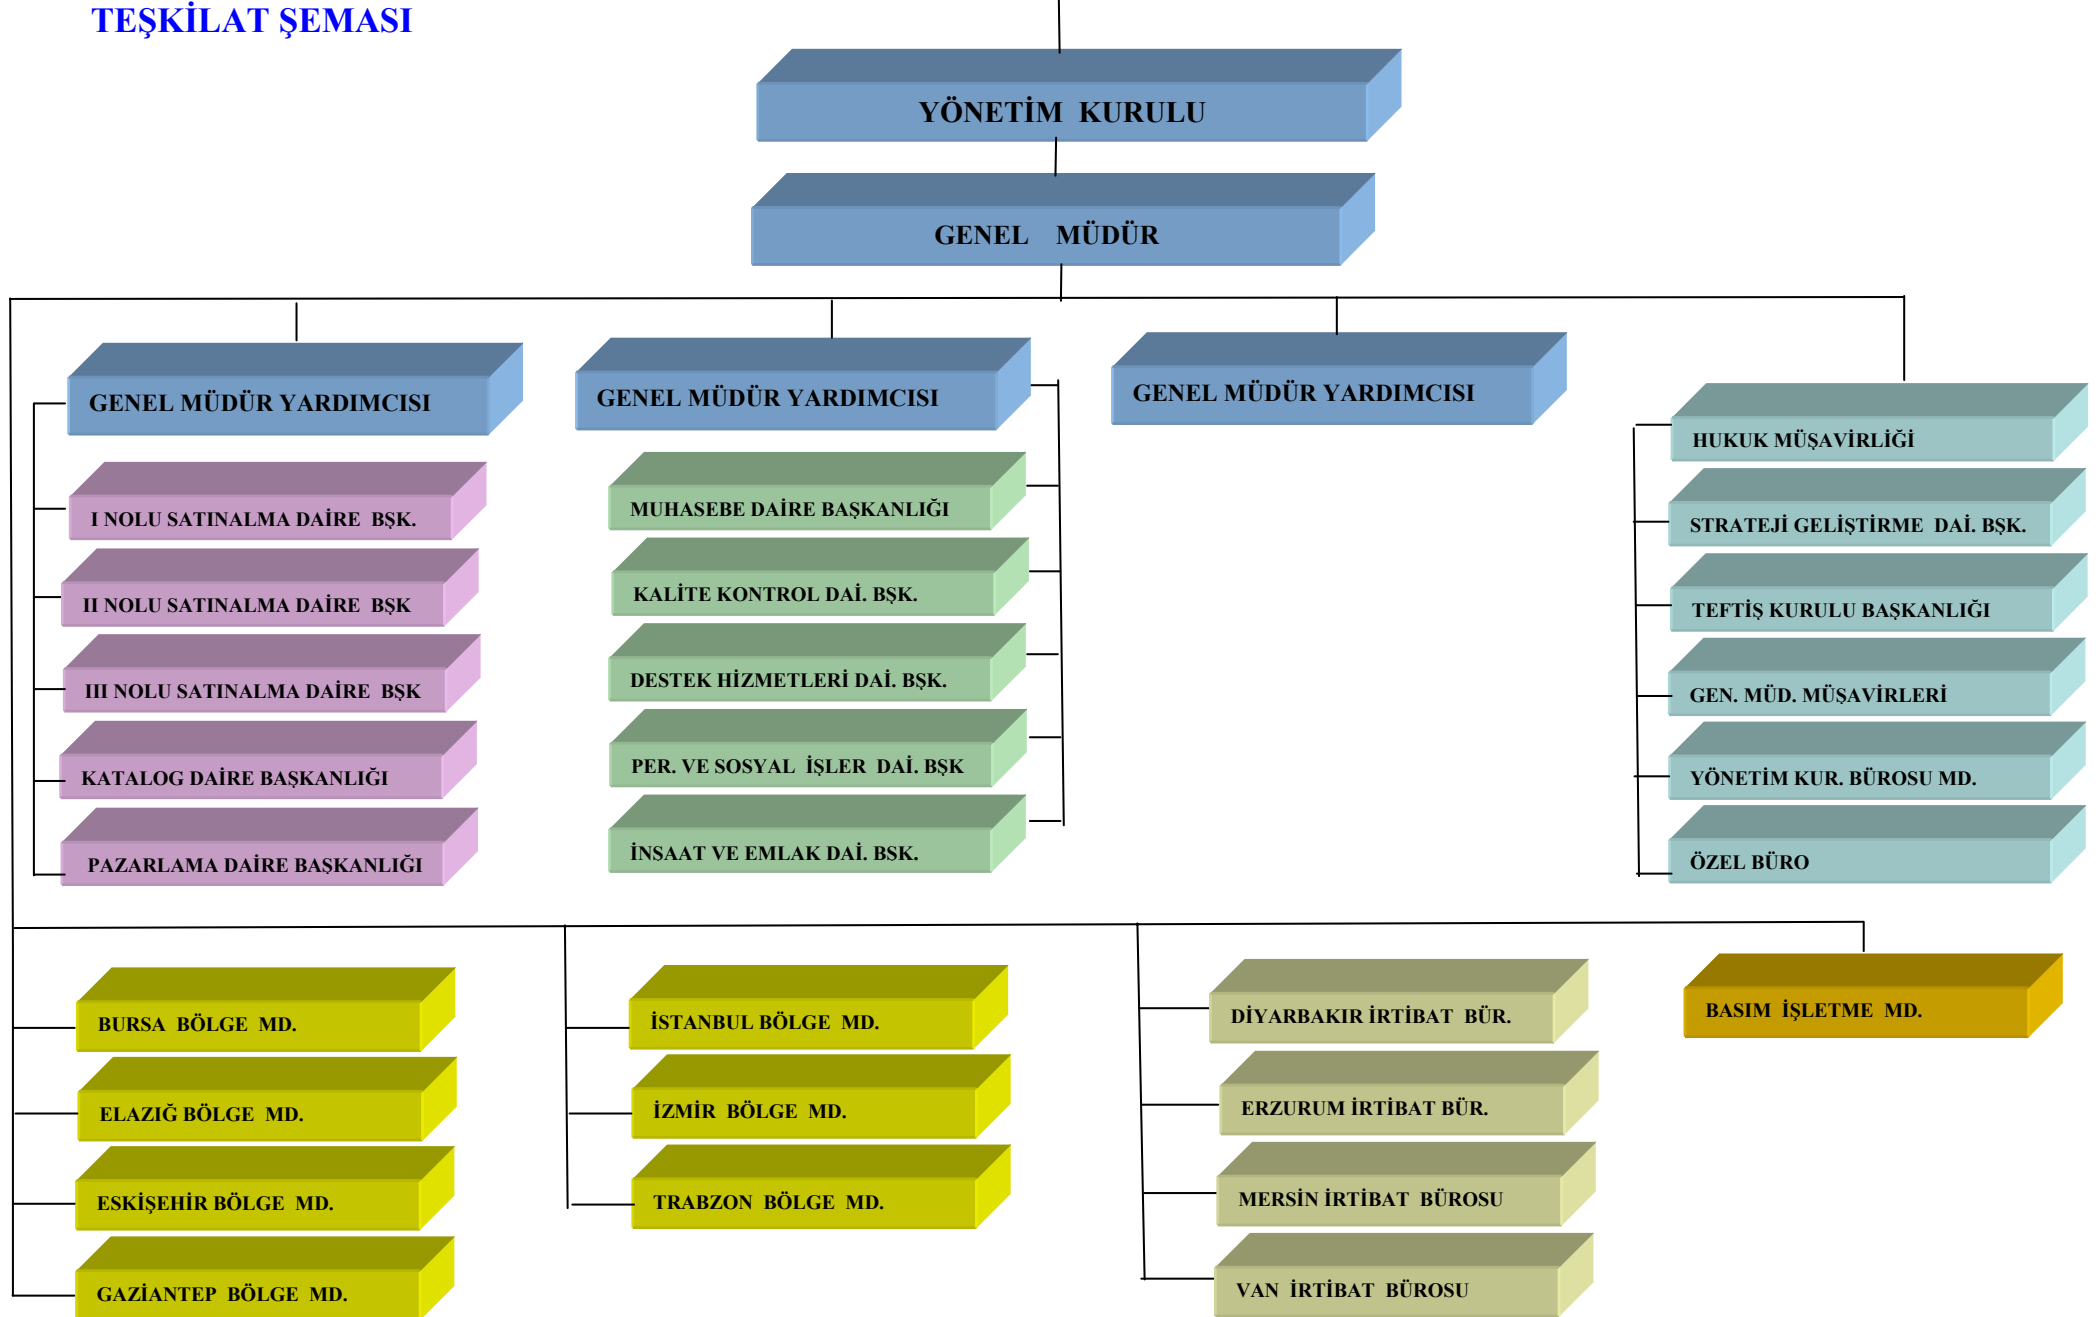 TEŞKİLAT ŞEMASI
YÖNETİM KURULU
GENEL MÜDÜR
GENEL MÜDÜR YARDIMCISI
I NOLU SATINALMA DAİRE BŞK.
II NOLU SATINALMA DAİRE BŞK
III NOLU SATINALMA DAİRE BŞK
KATALOG DAİRE BAŞKANLIĞI
PAZARLAMA DAİRE BAŞKANLIĞI
GENEL MÜDÜR YARDIMCISI
MUHASEBE DAİRE BAŞKANLIĞI
KALİTE KONTROL DAİ. BŞK.
DESTEK HİZMETLERİ DAİ. BŞK.
PER. VE SOSYAL İŞLER DAİ. BŞK
İNŞAAT VE EMLAK DAİ. BŞK.
GENEL MÜDÜR YARDIMCISI
HUKUK MÜŞAVİRLİĞİ
STRATEJİ GELİŞTİRME DAİ. BŞK.
TEFTİŞ KURULU BAŞKANLIĞI
GEN. MÜD. MÜŞAVİRLERİ
YÖNETİM KUR. BÜROSU MD.
ÖZEL BÜRO
BURSA BÖLGE MD.
ELAZIĞ BÖLGE MD.
ESKİŞEHİR BÖLGE MD.
GAZİANTEP BÖLGE MD.
İSTANBUL BÖLGE MD.
İZMİR BÖLGE MD.
TRABZON BÖLGE MD.
DİYARBAKIR İRTİBAT BÜR.
ERZURUM İRTİBAT BÜR.
MERSİN İRTİBAT BÜROSU
VAN İRTİBAT BÜROSU
BASIM İŞLETME MD.